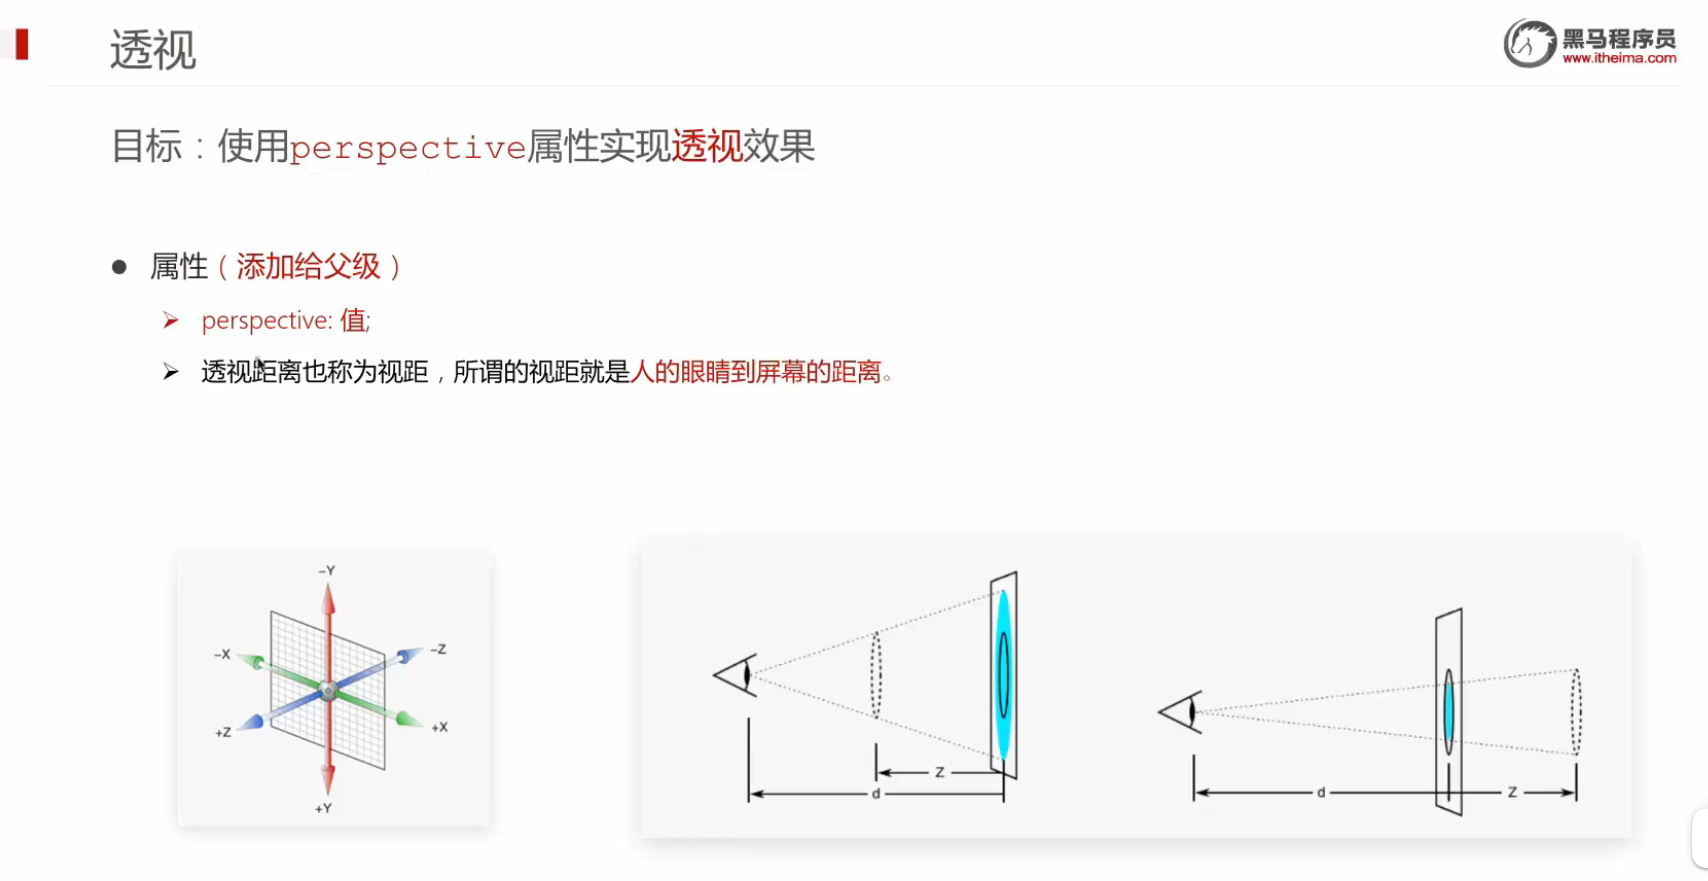 透视
黑马程序员
www.itheima.com
目标：使用perspective属性实现透视效果
属性（添加给父级）
perspective: 值;
透视距离也称为视距，所谓的视距就是人的眼睛到屏幕的距离。
-Y
-X
-Z
+Z
+X
+Y
Z
d
d
Z